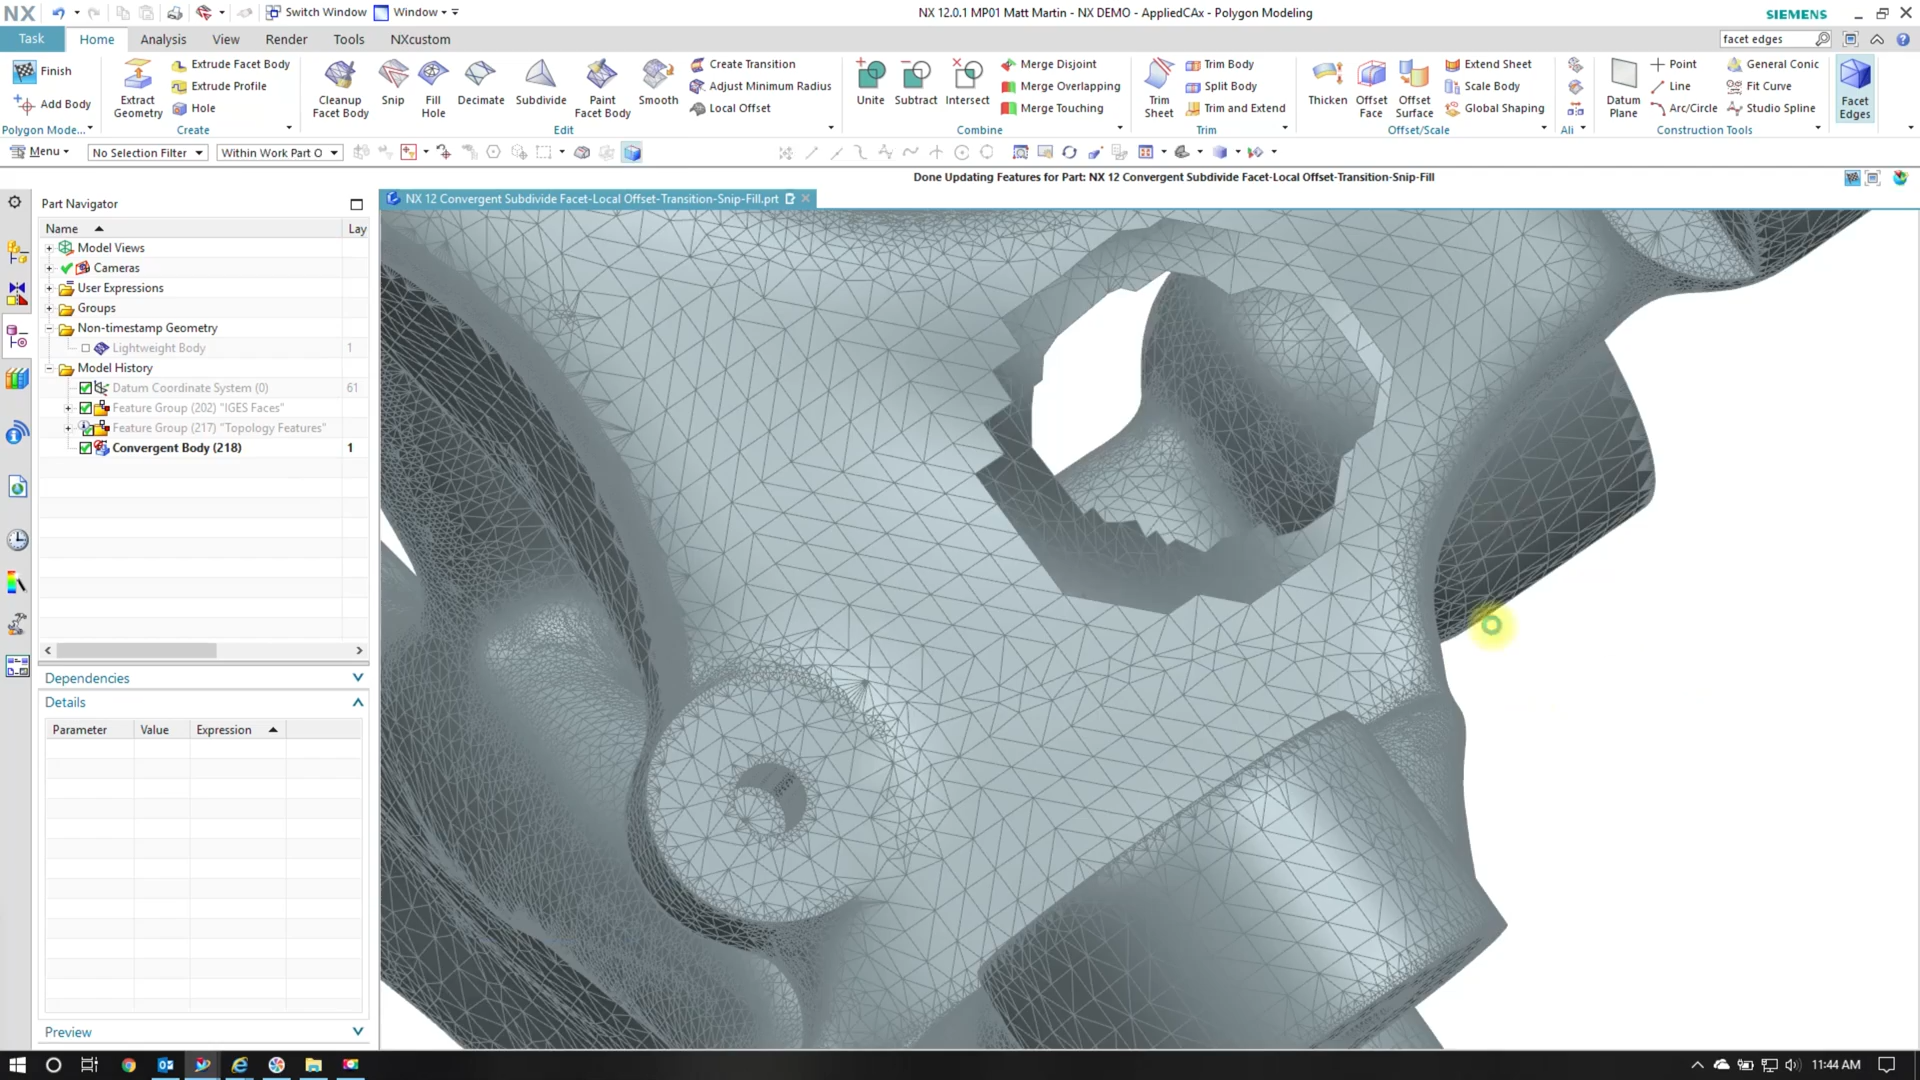 NX
Switch Window
Window
NX 12.0.1 MP01 Matt Martin - NX DEMO - AppliedCAx - Polygon Modeling
SIEMENS
Task
Home
Analysis
View
Render
Tools
NXcustom
facet edges
Finish
Add Body
Polygon Mode...
Extract Geometry
Extrude Facet Body
Extrude Profile
Hole
Create
Cleanup Facet Body
Snip
Fill Hole
Decimate
Subdivide
Paint Facet Body
Smooth
Create Transition
Adjust Minimum Radius
Local Offset
Edit
Unite
Subtract
Intersect
Merge Disjoint
Merge Overlapping
Merge Touching
Combine
Trim Sheet
Trim Body
Split Body
Trim and Extend
Trim
Thicken
Offset Face
Offset Surface
Extend Sheet
Scale Body
Global Shaping
Offset/Scale
Ali
Datum Plane
Point
Line
Arc/Circle
General Conic
Fit Curve
Studio Spline
Construction Tools
Facet Edges
Menu
No Selection Filter
Within Work Part O
Done Updating Features for Part: NX 12 Convergent Subdivide Facet-Local Offset-Transition-Snip-Fill
Part Navigator
NX 12 Convergent Subdivide Facet-Local Offset-Transition-Snip-Fill.prt
Name
Lay
Model Views
Cameras
User Expressions
Groups
Non-timestamp Geometry
Lightweight Body 1
Model History
Datum Coordinate System (0) 61
Feature Group (202) "IGES Faces"
Feature Group (217) "Topology Features"
Convergent Body (218) 1
Dependencies
Details
Parameter
Value
Expression
Preview
11:44 AM